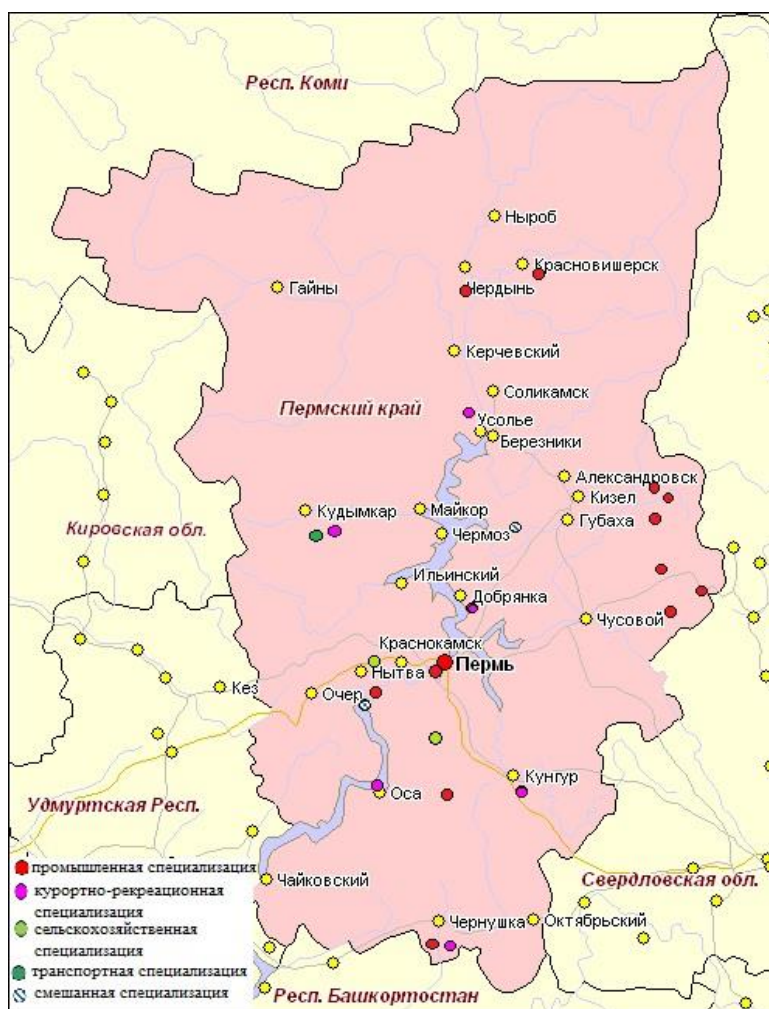 Респ. Коми
Ныроб
Красновишерск
Чердынь
Гайны
Керчевский
Соликамск
Пермский край
Усолье
Березники
Александровск
Кизел
Кудымкар
Майкор
Губаха
Кировская обл.
Чермоз
Ильинский
Добрянка
Чусовой
Краснокамск
Пермь
Нытва
Кез
Очер
Кунгур
Оса
Удмуртская Респ.
промышленная специализация
Чайковский
Свердловская обл.
курортно-рекреационная
специализация
Чернушка
Октябрьский
сельскохозяйственная
специализация
транспортная специализация
смешанная специализация
Респ. Башкортостан